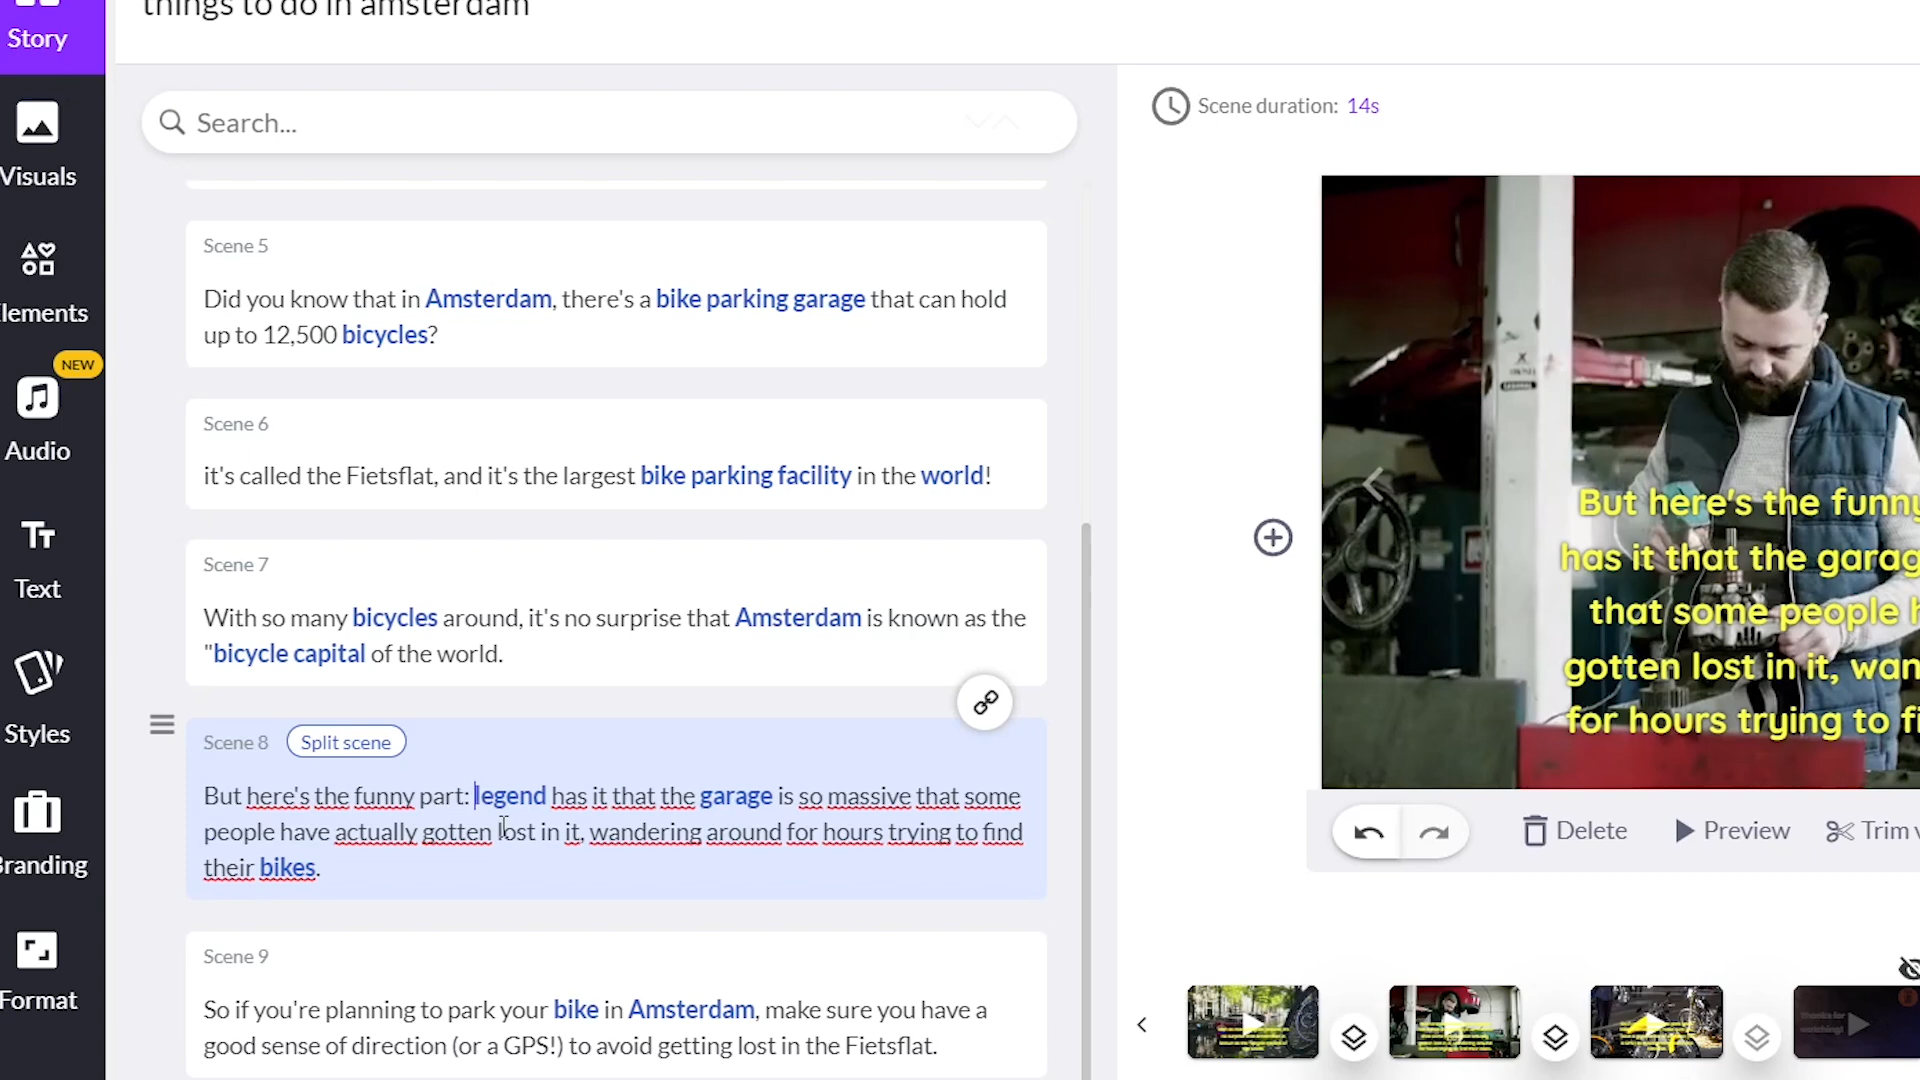 things to do in amsterdam
Story
Visuals
lements
NEW
Audio
Text
Styles
Branding
Format
Search...
Scene 5
Did you know that in Amsterdam, there's a bike parking garage that can hold
up to 12,500 bicycles?
Scene 6
it's called the Fietsflat, and it's the largest bike parking facility in the world!
Scene 7
With so many bicycles around, it's no surprise that Amsterdam is known as the
"bicycle capital of the world.
Scene 8
Split scene
But here's the funny part: legend has it that the garage is so massive that some
people have actually gotten lost in it, wandering around for hours trying to find
their bikes.
Scene 9
So if you're planning to park your bike in Amsterdam, make sure you have a
good sense of direction (or a GPS!) to avoid getting lost in the Fietsflat.
Scene duration: 14s
But here's the funny
has it that the garag
that some people h
gotten lost in it, wan
for hours trying to fi
Delete
Preview
Trim v
Thanks for
watching!